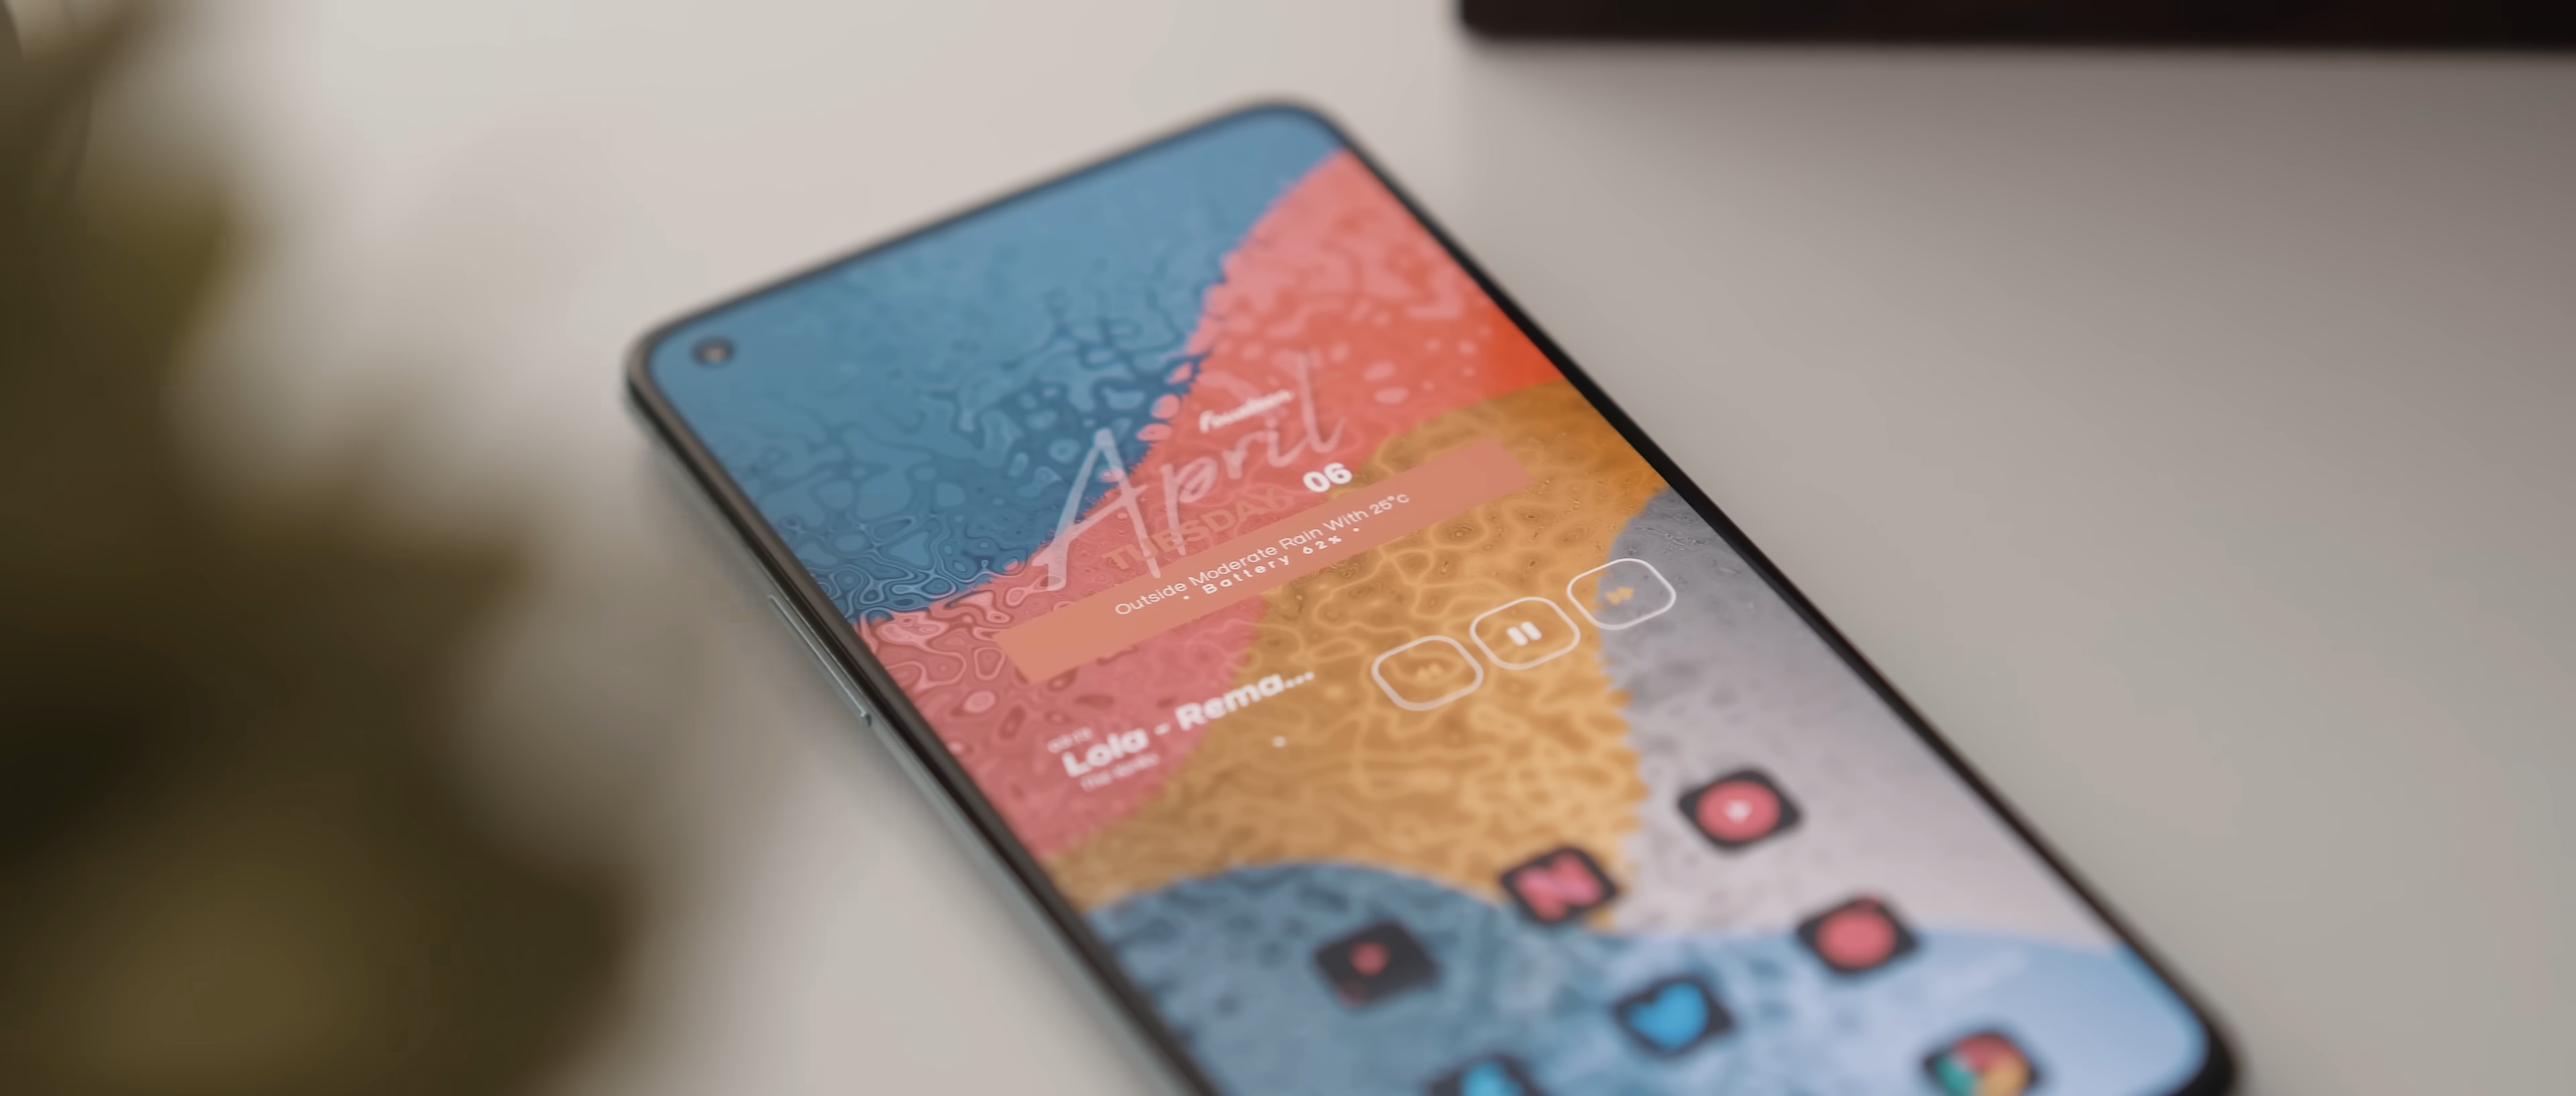 April
06
TUESDAY
Outside Moderate Rain With 25°C
• Battery 62% •
Lola - Rema...